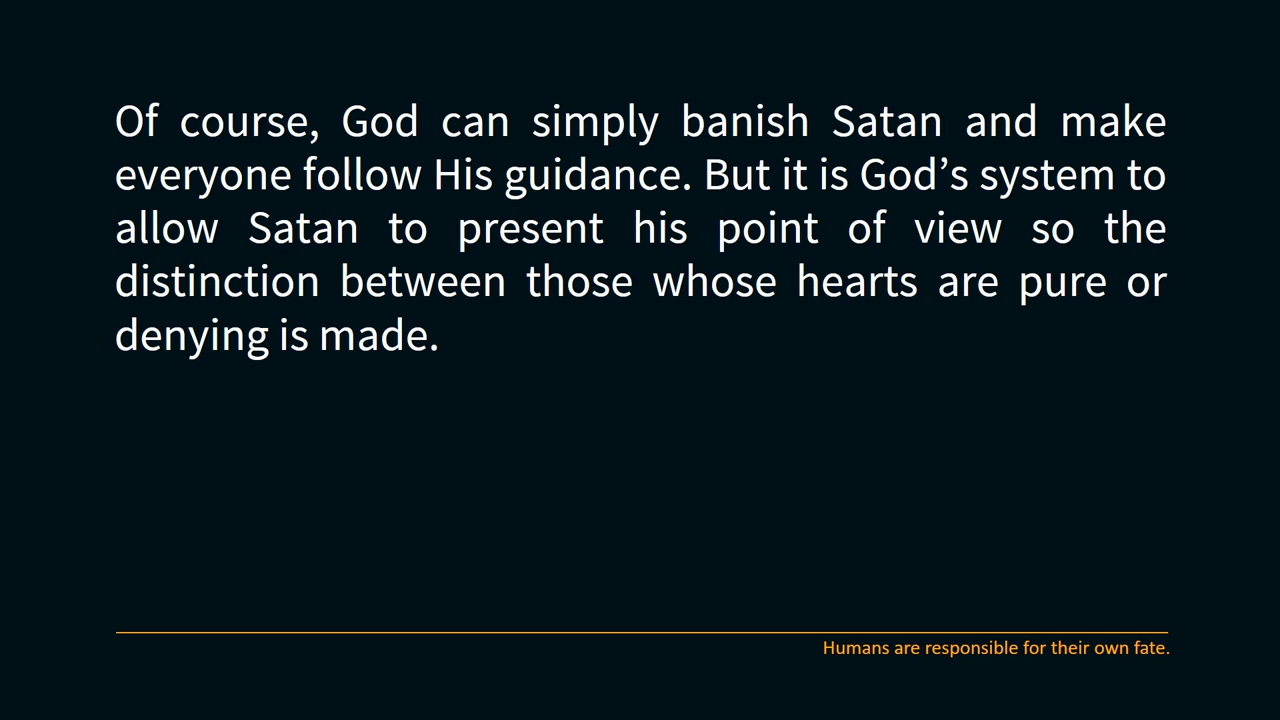 Of course, God can simply banish Satan and make
everyone follow His guidance. But it is God’s system to
allow Satan to present his point of view so the
distinction between those whose hearts are pure or
denying is made.
Humans are responsible for their own fate.